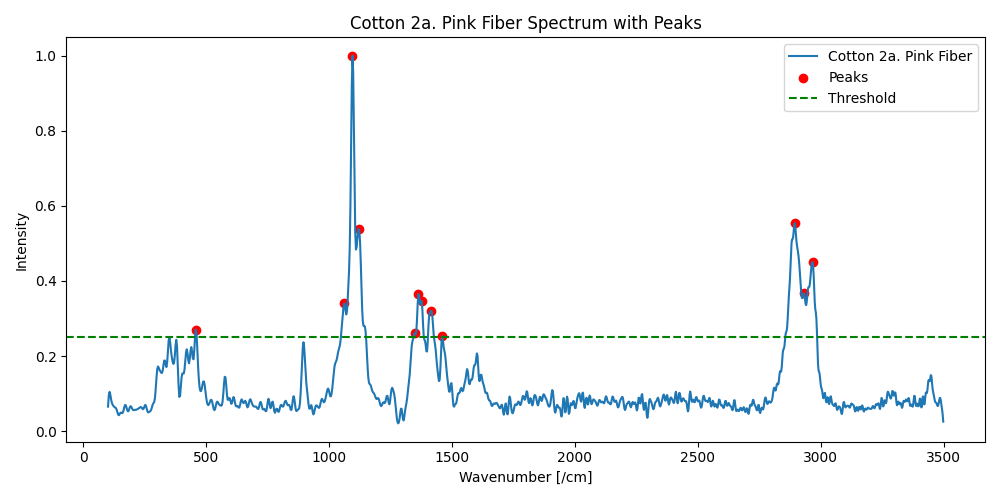 Cotton 2a. Pink Fiber Spectrum with Peaks
Cotton 2a. Pink Fiber
Peaks
Threshold
Intensity
1.0
0.8
0.6
0.4
0.2
0.0
0 500 1000 1500 2000 2500 3000 3500
Wavenumber [/cm]